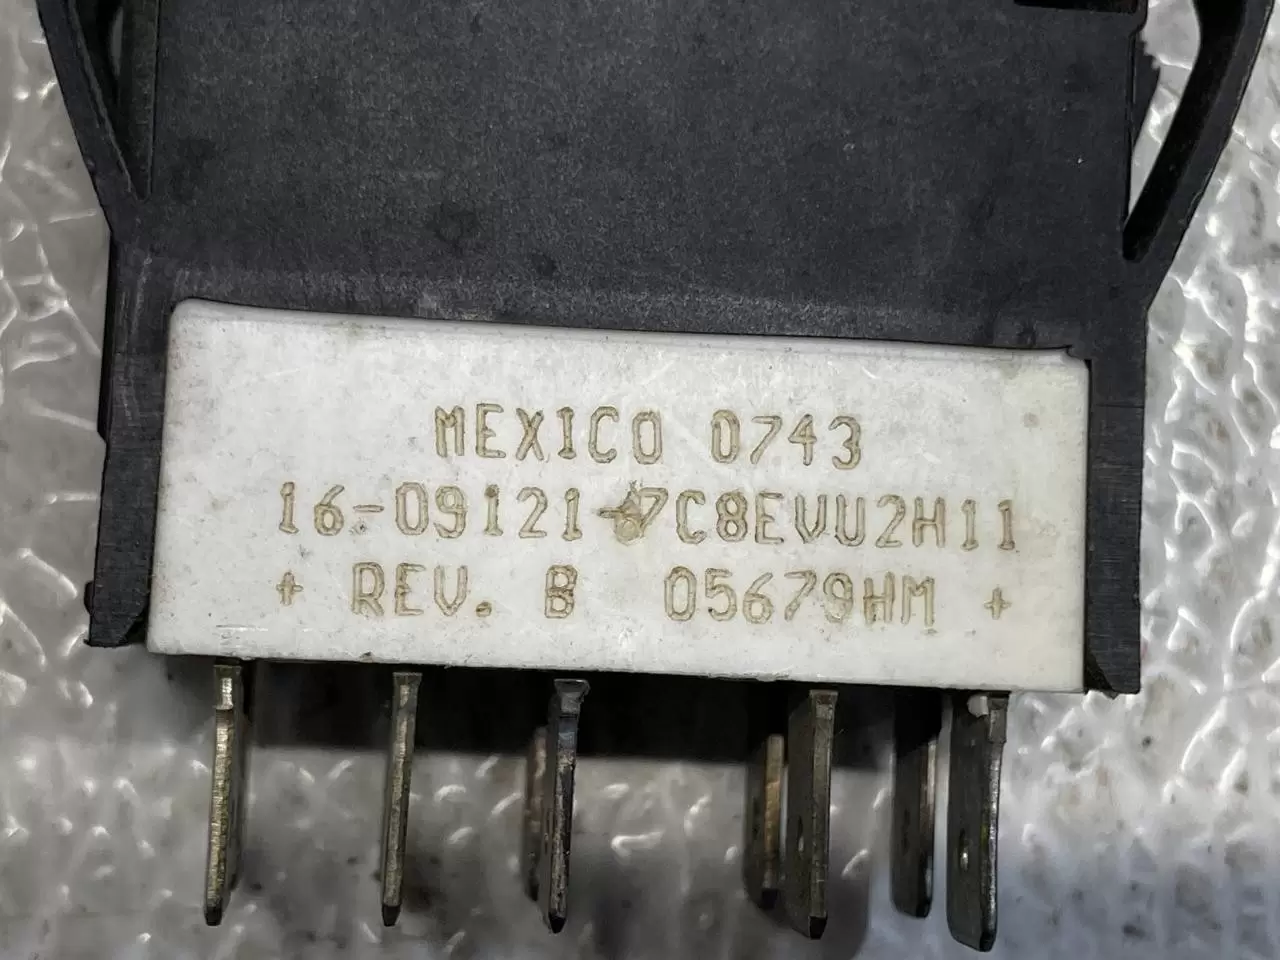 MEXICO 0743
16-09121-7C8EVU2H11
+ REV. B 05679HM +